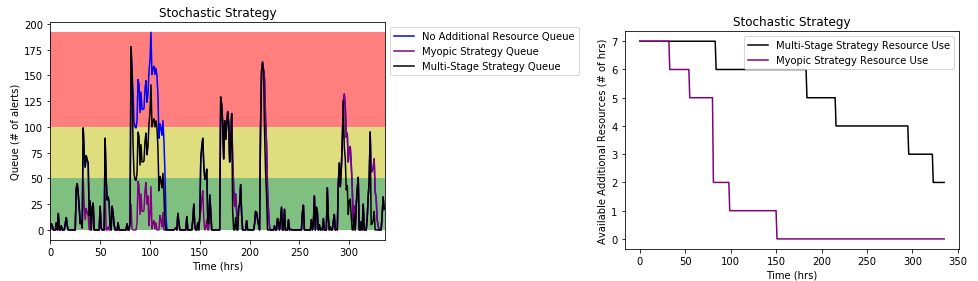 Stochastic Strategy
200
175
150
125
100
75
50
25
0
Queue (# of alerts)
0 50 100 150 200 250 300
Time (hrs)
No Additional Resource Queue
Myopic Strategy Queue
Multi-Stage Strategy Queue
Stochastic Strategy
7
6
5
4
3
2
1
0
Available Additional Resources (# of hrs)
Multi-Stage Strategy Resource Use
Myopic Strategy Resource Use
0 50 100 150 200 250 300 350
Time (hrs)